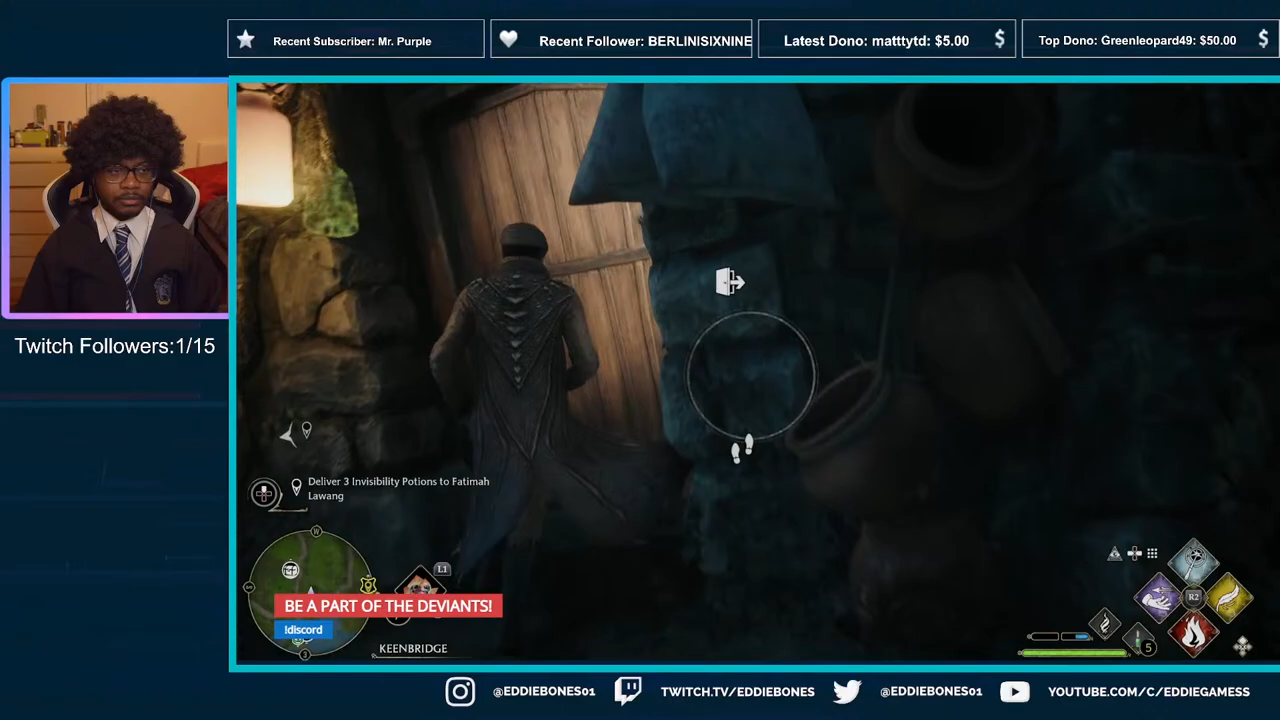 Recent Subscriber: Mr. Purple
Recent Follower: BERLINISIXNINE
Latest Dono: matttytd: $5.00
$
Top Dono: Greenleopard49: $50.00
$
Twitch Followers:1/15
Deliver 3 Invisibility Potions to Fatimah
Lawang
W
L1
BE A PART OF THE DEVIANTS!
!discord
KEENBRIDGE
R2
5
@EDDIEBONES01
TWITCH.TV/EDDIEBONES
@EDDIEBONES01
YOUTUBE.COM/C/EDDIEGAMESS